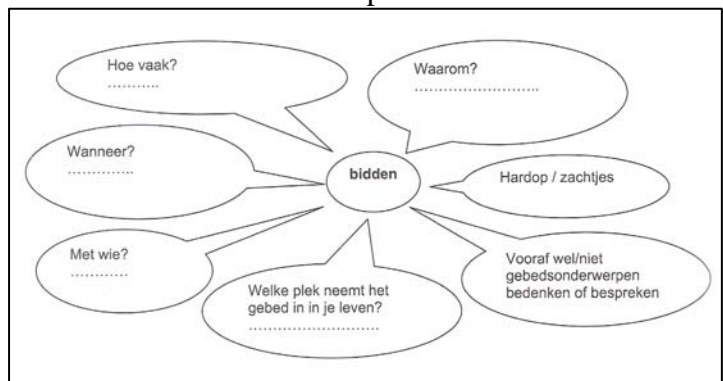 Hoe vaak?
...........
Waarom?
..........................
Wanneer?
.............
bidden
Hardop / zachtjes
Met wie?
............
Welke plek neemt het
gebed in in je leven?
............................
Vooraf wel/niet
gebedsonderwerpen
bedenken of bespreken